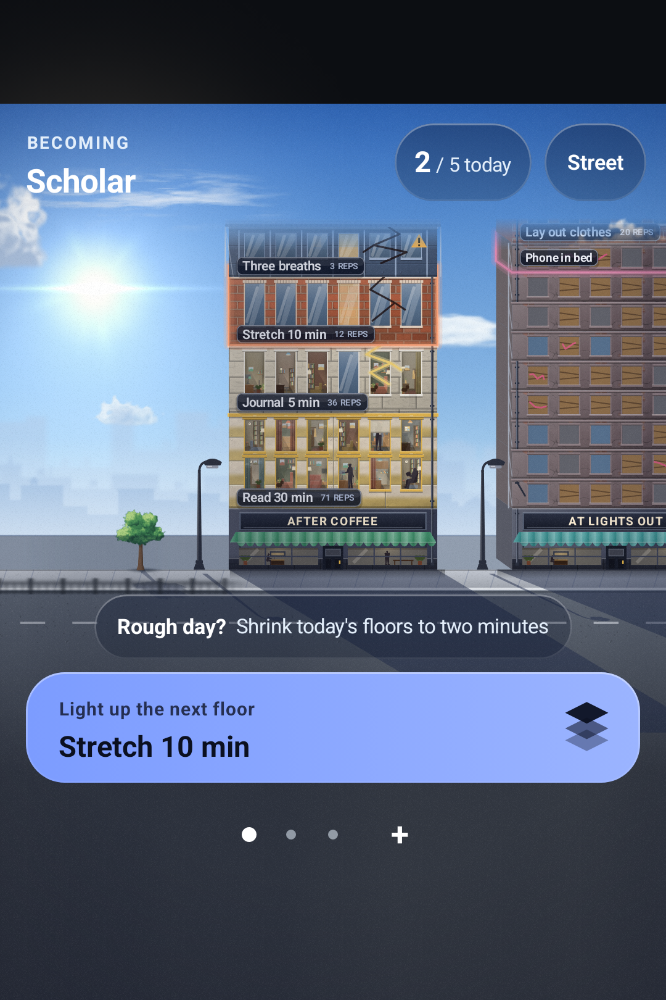 BECOMING
Scholar
2 / 5 today
Street
Three breaths 3 REPS
Stretch 10 min 12 REPS
Journal 5 min 36 REPS
Read 30 min 71 REPS
AFTER COFFEE
Lay out clothes 20 REPS
Phone in bed
AT LIGHTS OUT
Rough day? Shrink today's floors to two minutes
Light up the next floor
Stretch 10 min